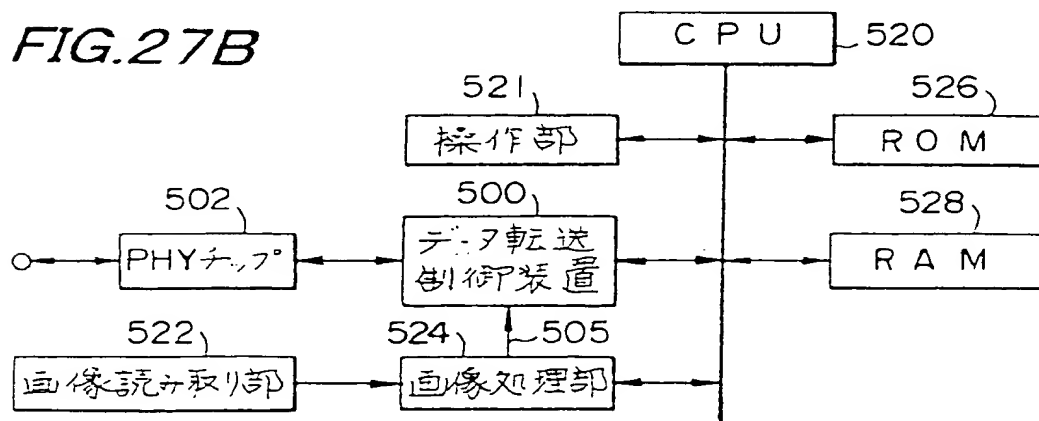 FIG.27B
CPU
520
521
操作部
526
ROM
502
PHYチップ
500
データ転送
制御装置
528
RAM
522
画像読み取り部
524
画像処理部
505